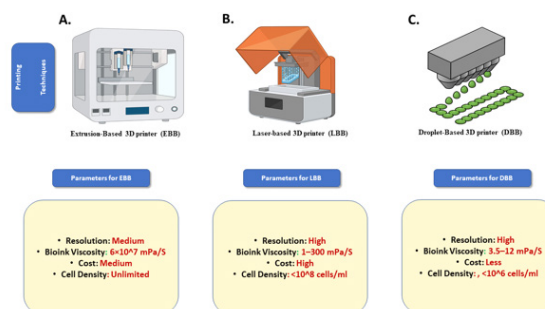 A.
B.
C.
Printing
Techniques
Extrusion-Based 3D printer (EBB)
Laser-based 3D printer (LBB)
Droplet-Based 3D printer (DBB)
Parameters for EBB
Parameters for LBB
Parameters for DBB
• Resolution: Medium
• Bioink Viscosity: 6×10^7 mPa/S
• Cost: Medium
• Cell Density: Unlimited
• Resolution: High
• Bioink Viscosity: 1–300 mPa/S
• Cost: High
• Cell Density: <10^8 cells/ml
• Resolution: High
• Bioink Viscosity: 3.5–12 mPa/S
• Cost: Less
• Cell Density: , <10^6 cells/ml